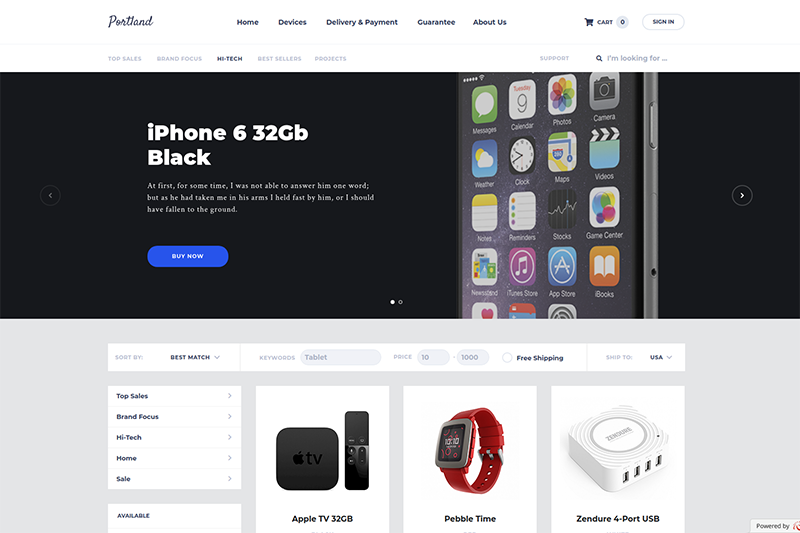 Portland
Home Devices Delivery & Payment Guarantee About Us
CART 0 SIGN IN
TOP SALES BRAND FOCUS HI-TECH BEST SELLERS PROJECTS
SUPPORT I'm looking for ...
iPhone 6 32Gb
Black
At first, for some time, I was not able to answer him one word;
but as he had taken me in his arms I held fast by him, or I should
have fallen to the ground.
BUY NOW
Tuesday
9
Messages Calendar Photos Camera
Weather Clock Maps Videos
Notes Reminders Stocks Game Center
Newsstand iTunes Store App Store iBooks
SORT BY: BEST MATCH KEYWORDS Tablet PRICE 10 - 1000 Free Shipping SHIP TO: USA
Top Sales
Brand Focus
Hi-Tech
Home
Sale
AVAILABLE
tv
10:10
ZENDURE
Apple TV 32GB
Pebble Time
Zendure 4-Port USB
Powered by